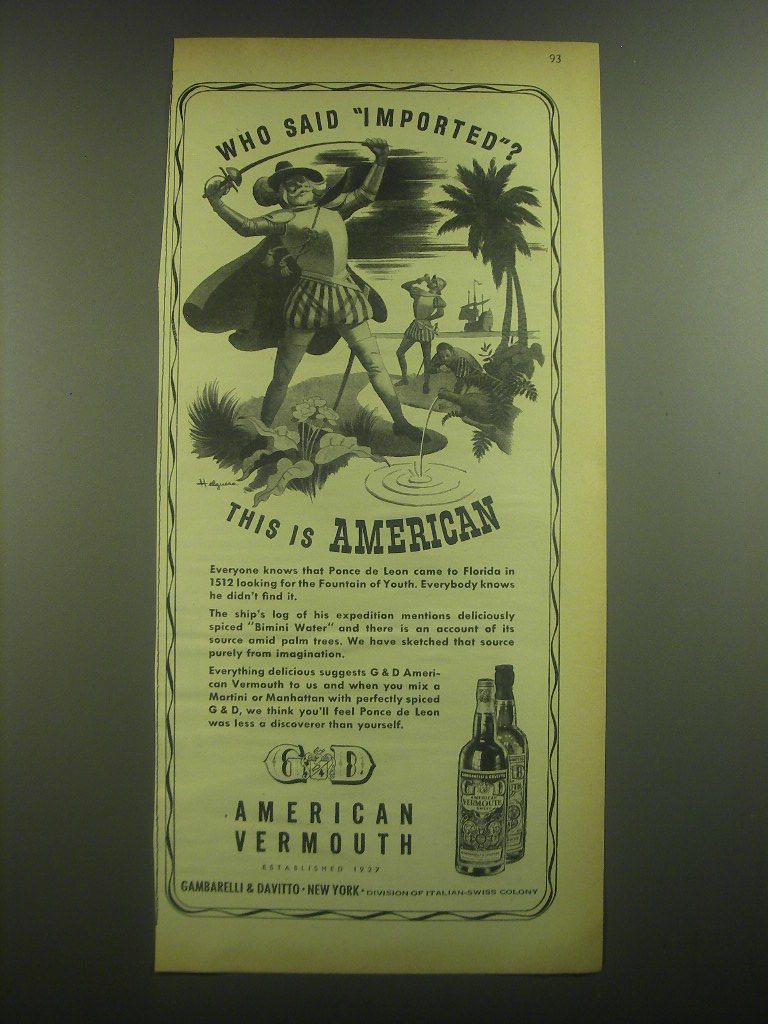 93
WHO SAID "IMPORTED"?
Helguera
THIS IS AMERICAN
Everyone knows that Ponce de Leon came to Florida in
1512 looking for the Fountain of Youth. Everybody knows
he didn't find it.
The ship's log of his expedition mentions deliciously
spiced "Bimini Water" and there is an account of its
source amid palm trees. We have sketched that source
purely from imagination.
Everything delicious suggests G & D Ameri-
can Vermouth to us and when you mix a
Martini or Manhattan with perfectly spiced
G & D, we think you'll feel Ponce de Leon
was less a discoverer than yourself.
G D
AMERICAN
VERMOUTH
ESTABLISHED 1927
GAMBARELLI & DAVITTO • NEW YORK • DIVISION OF ITALIAN-SWISS COLONY
GAMBARELLI & DAVITTO
G D
AMERICAN
VERMOUTH